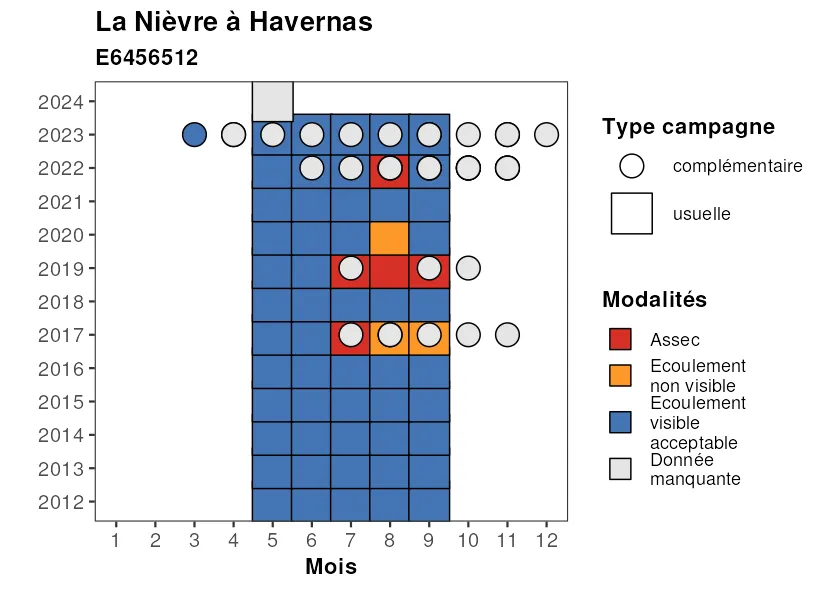 La Nièvre à Havernas
E6456512
2024
2023
2022
2021
2020
2019
2018
2017
2016
2015
2014
2013
2012
1 2 3 4 5 6 7 8 9 10 11 12
Mois
Type campagne
complémentaire
usuelle
Modalités
Assec
Ecoulement
non visible
Ecoulement
visible
acceptable
Donnée
manquante